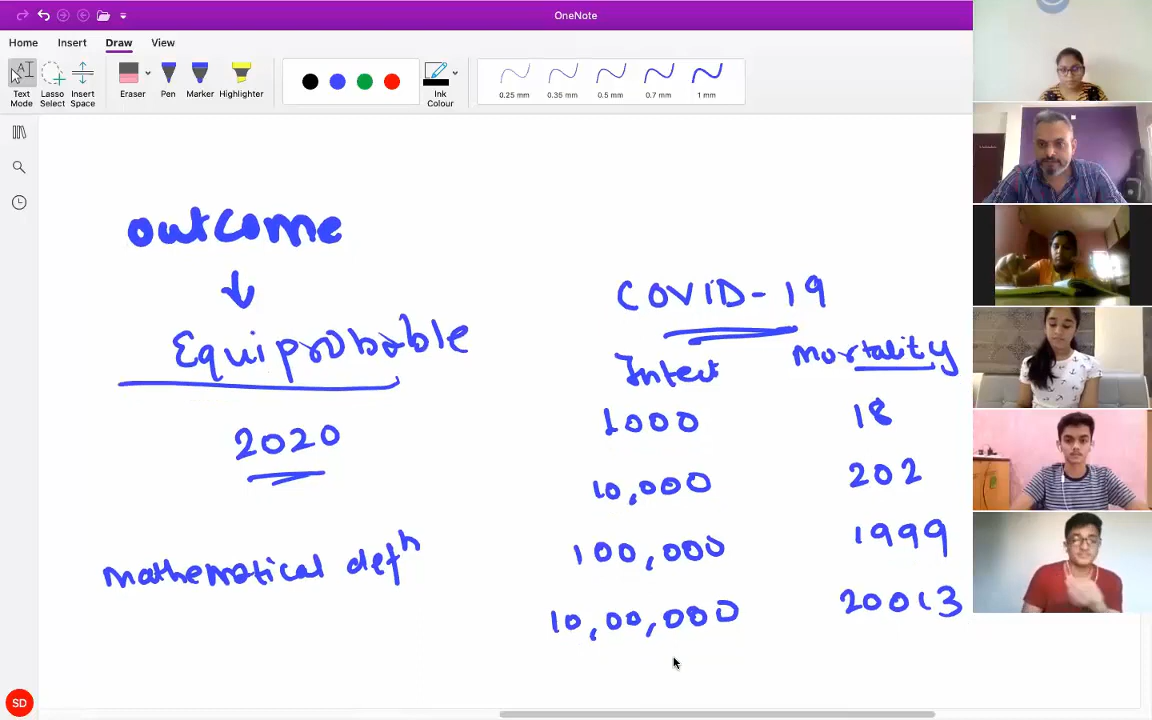 OneNote
Home Insert Draw View
Text Mode
Lasso Select
Insert Space
Eraser
Pen
Marker
Highlighter
Ink Colour
0.25 mm 0.35 mm 0.5 mm 0.7 mm 1 mm
outcome
↓
Equiprobable
2020
mathematical defⁿ
COVID-19
Infect mortality
1000 18
10,000 202
100,000 1999
10,00,000 20013
SD